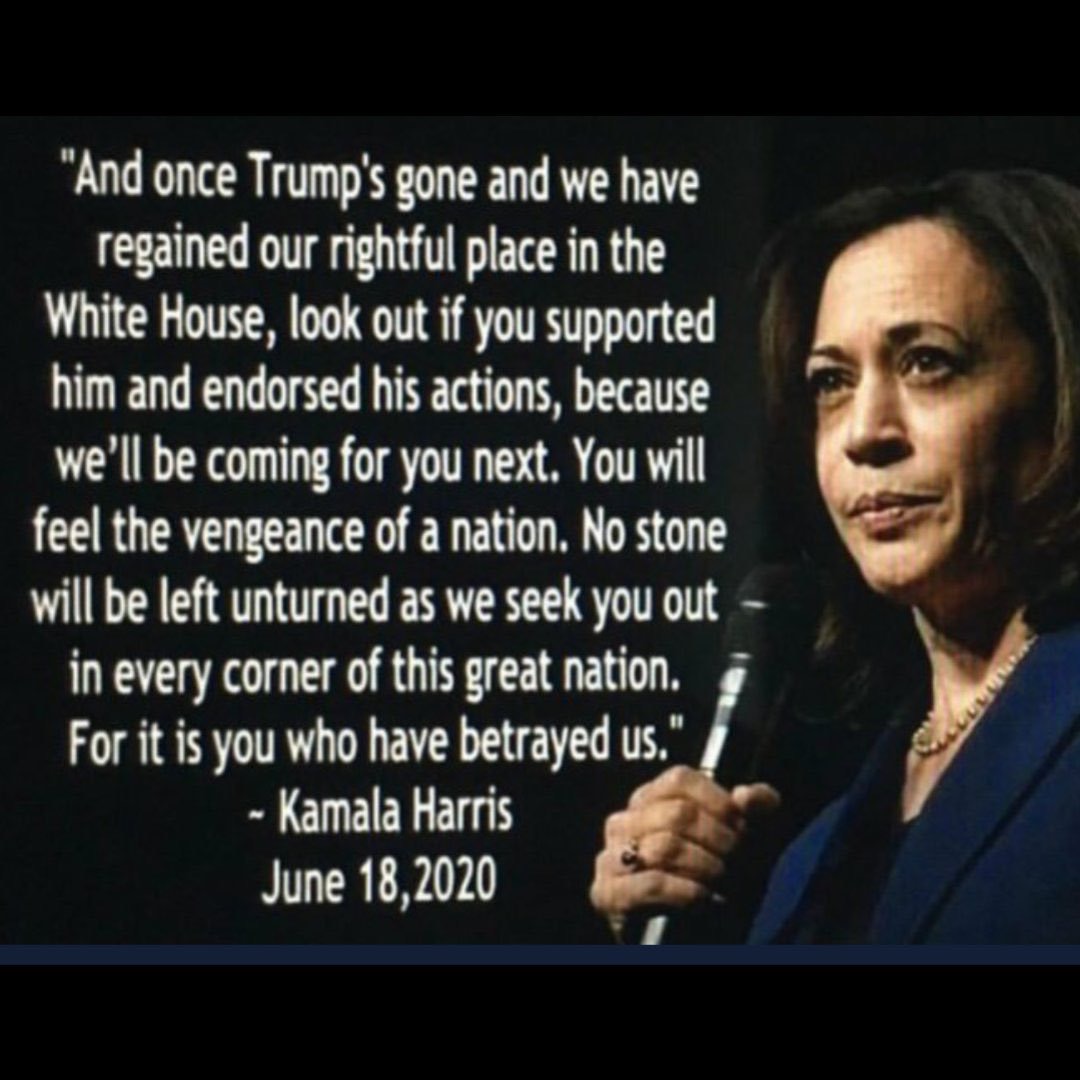 "And once Trump's gone and we have
regained our rightful place in the
White House, look out if you supported
him and endorsed his actions, because
we'll be coming for you next. You will
feel the vengeance of a nation. No stone
will be left unturned as we seek you out
in every corner of this great nation.
For it is you who have betrayed us."
~ Kamala Harris
June 18,2020